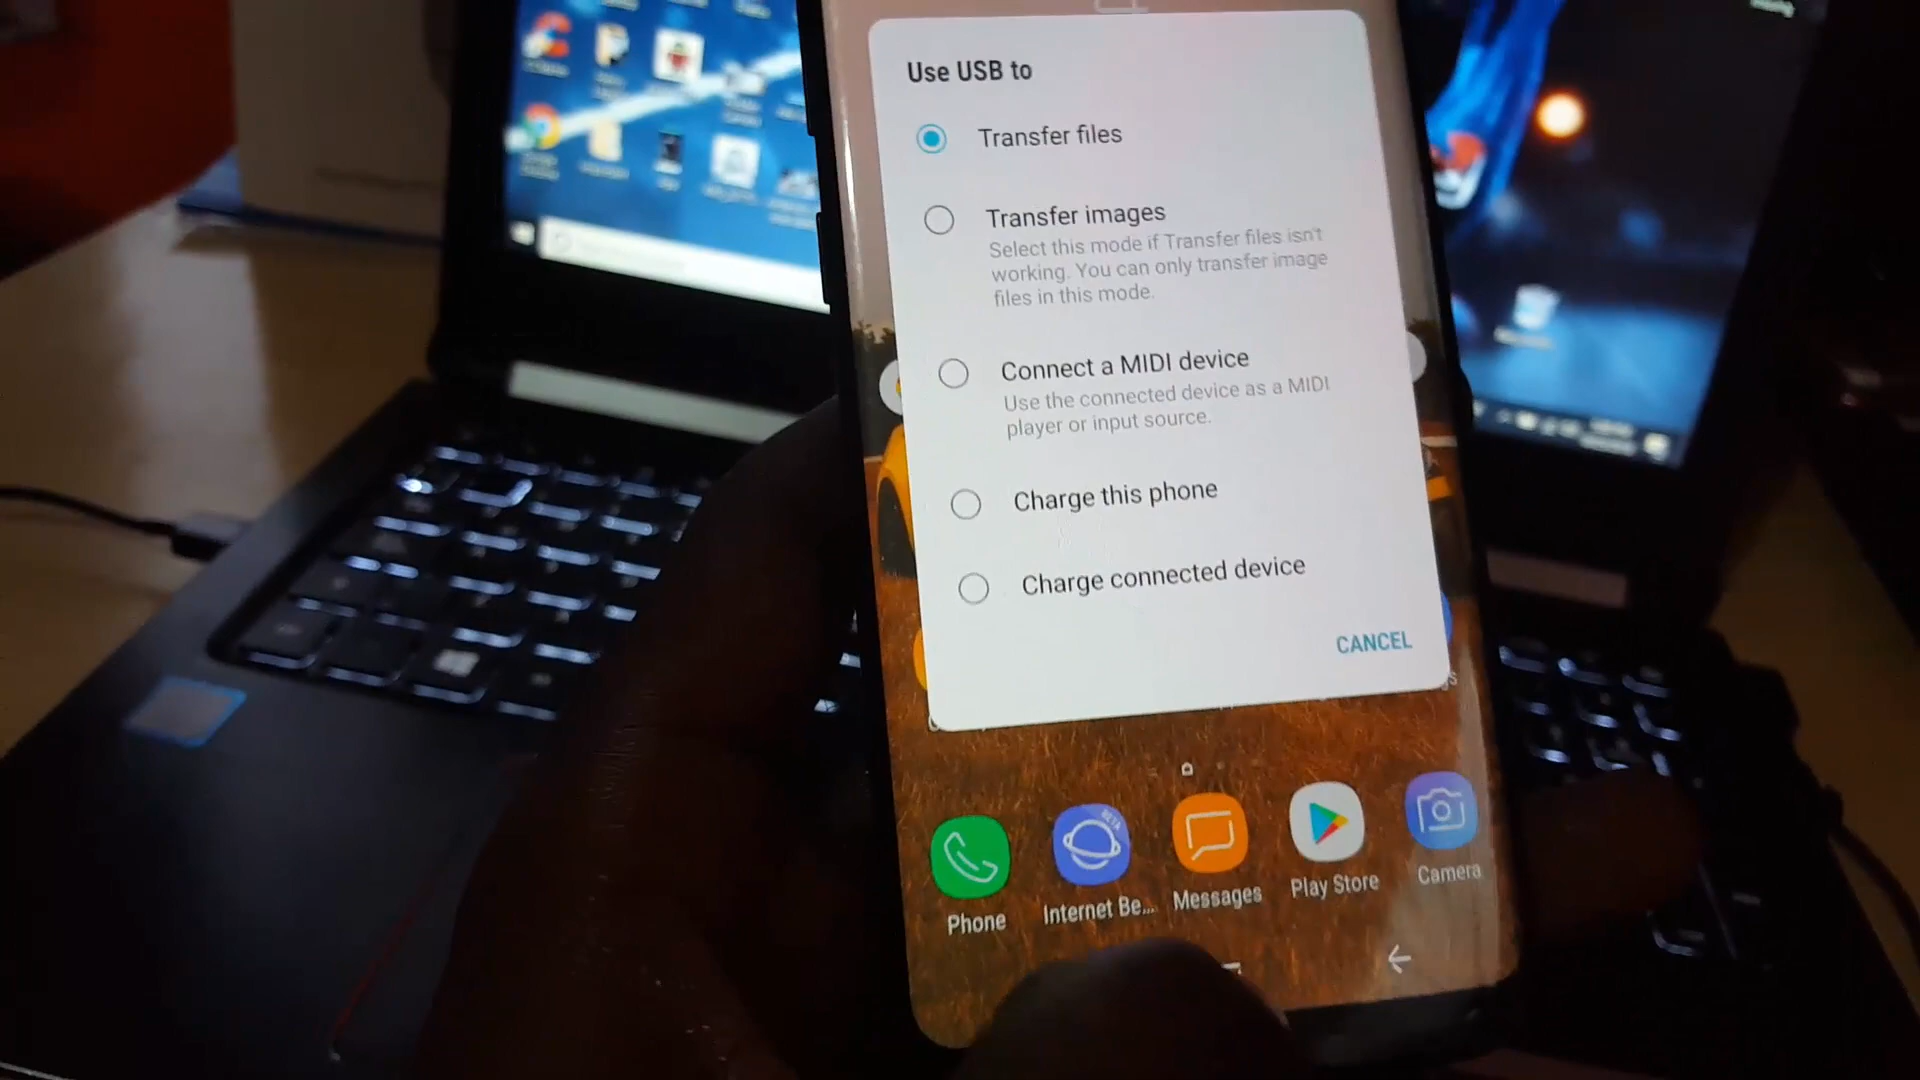 Use USB to
Transfer files
Transfer images
Select this mode if Transfer files isn't
working. You can only transfer image
files in this mode.
Connect a MIDI device
Use the connected device as a MIDI
player or input source.
Charge this phone
Charge connected device
CANCEL
BETA
Phone
Internet Be...
Messages
Play Store
Camera